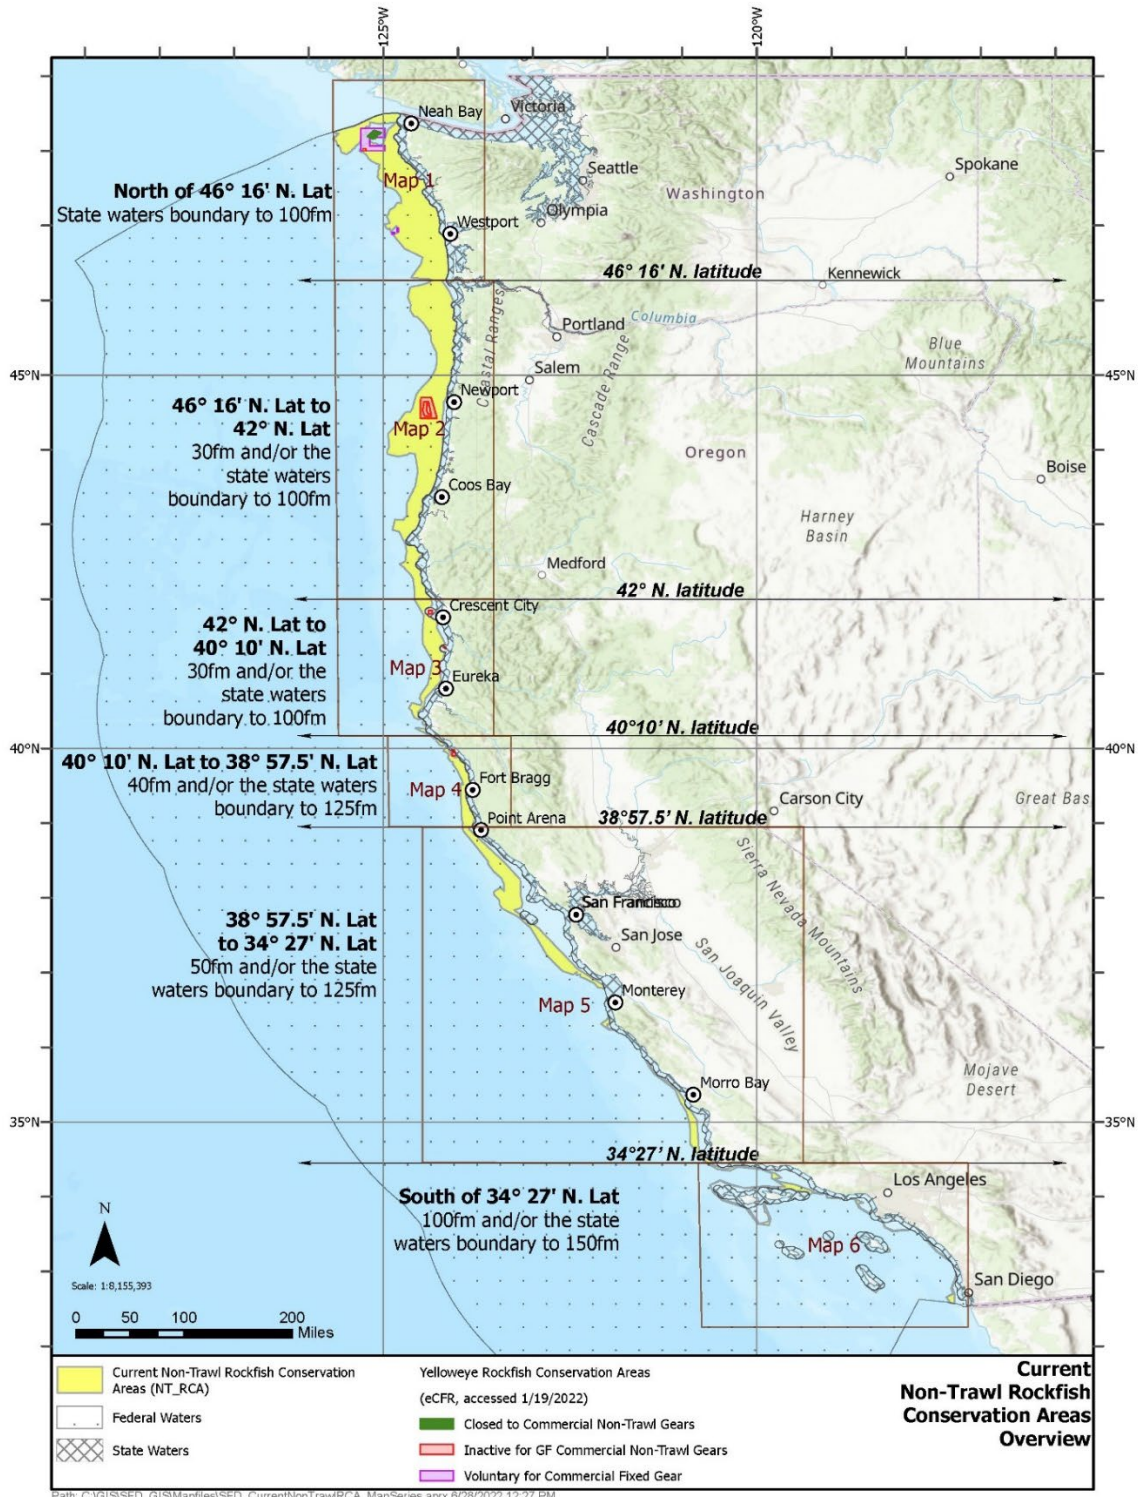 125°W
120°W
Neah Bay
Victoria
Seattle
Spokane
Map 1
Washington
North of 46° 16' N. Lat
State waters boundary to 100fm
Olympia
Westport
46° 16' N. latitude
Kennewick
Columbia
Portland
Coastal Ranges
Cascade Range
Blue
Mountains
Salem
45°N
45°N
Newport
46° 16' N. Lat to
42° N. Lat
30fm and/or the
state waters
boundary to 100fm
Map 2
Oregon
Boise
Coos Bay
Harney
Basin
Medford
42° N. latitude
Crescent City
42° N. Lat to
40° 10' N. Lat
30fm and/or the
state waters
boundary to 100fm
Map 3
Eureka
40°10' N. latitude
40°N
40°N
40° 10' N. Lat to 38° 57.5' N. Lat
40fm and/or the state waters
boundary to 125fm
Fort Bragg
Map 4
Carson City
Great Bas
Point Arena
38°57.5' N. latitude
Sierra Nevada Mountains
San Francisco
San Jose
San Joaquin Valley
38° 57.5' N. Lat
to 34° 27' N. Lat
50fm and/or the state
waters boundary to 125fm
Monterey
Map 5
Mojave
Desert
Morro Bay
35°N
35°N
34°27' N. latitude
South of 34° 27' N. Lat
100fm and/or the state
waters boundary to 150fm
Los Angeles
Map 6
San Diego
N
Scale: 1:8,155,393
0 50 100 200
Miles
Current Non-Trawl Rockfish Conservation
Areas (NT_RCA)
Federal Waters
State Waters
Yelloweye Rockfish Conservation Areas
(eCFR, accessed 1/19/2022)
Closed to Commercial Non-Trawl Gears
Inactive for GF Commercial Non-Trawl Gears
Voluntary for Commercial Fixed Gear
Current
Non-Trawl Rockfish
Conservation Areas
Overview